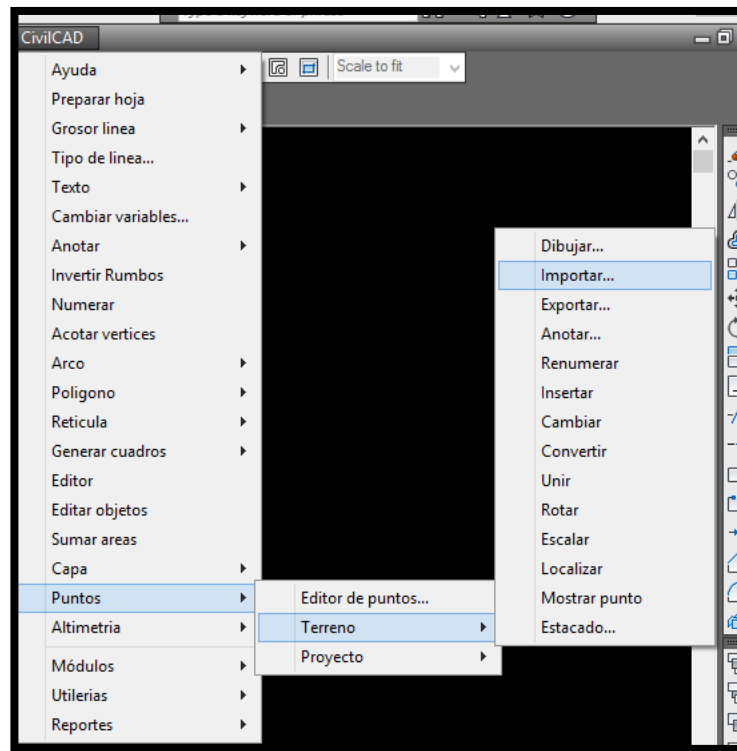 CivilCAD
Scale to fit
Ayuda
Preparar hoja
Grosor linea
Tipo de linea...
Texto
Cambiar variables...
Anotar
Invertir Rumbos
Numerar
Acotar vertices
Arco
Poligono
Reticula
Generar cuadros
Editor
Editar objetos
Sumar areas
Capa
Puntos
Altimetria
Módulos
Utilerias
Reportes
Editor de puntos...
Terreno
Proyecto
Dibujar...
Importar...
Exportar...
Anotar...
Renumerar
Insertar
Cambiar
Convertir
Unir
Rotar
Escalar
Localizar
Mostrar punto
Estacado...